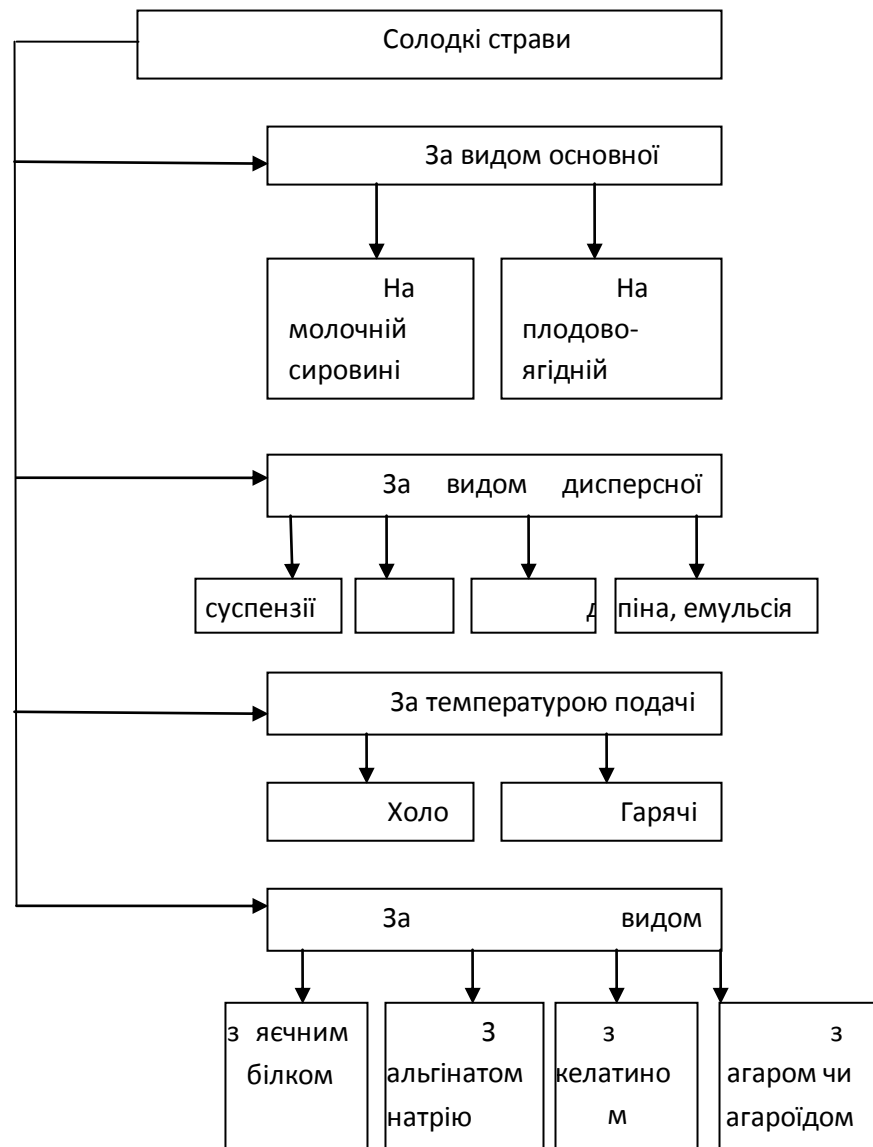 Солодкі страви
За видом основної
На
молочній
сировині
На
плодово-
ягідній
За видом дисперсної
суспензії
піна, емульсія
За температурою подачі
Холо
Гарячі
За видом
з яєчним
білком
З
альгінатом
натрію
з
келатино
м
з
агаром чи
агароїдом